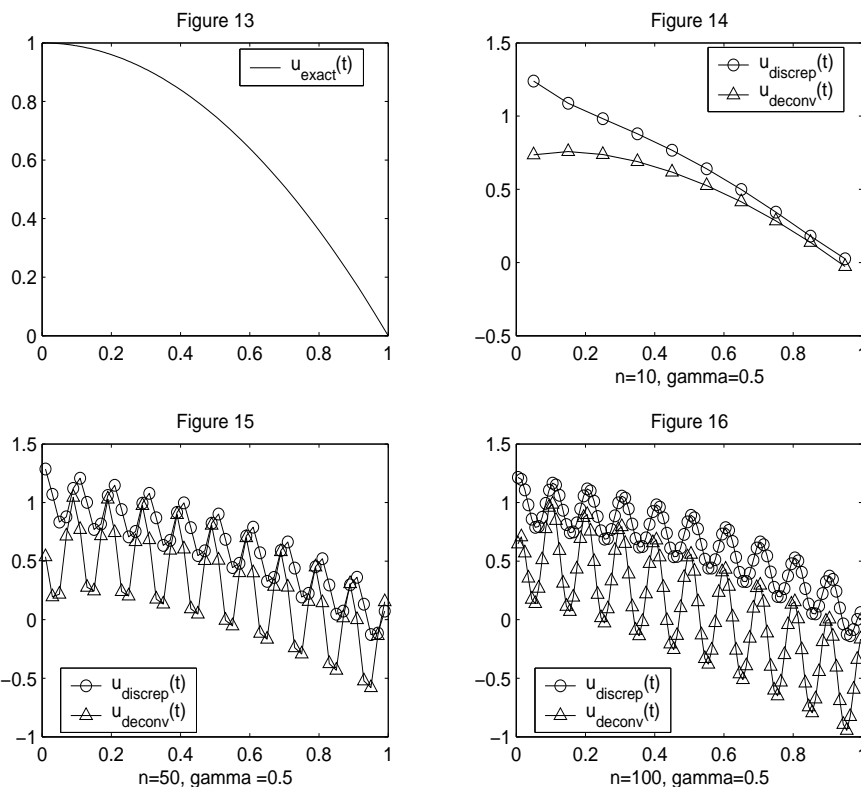 Figure 13
1
0.8
0.6
0.4
0.2
0
0 0.2 0.4 0.6 0.8 1
u_exact(t)
Figure 14
1.5
1
0.5
0
−0.5
0 0.2 0.4 0.6 0.8 1
n=10, gamma=0.5
u_discrep(t)
u_deconv(t)
Figure 15
1.5
1
0.5
0
−0.5
−1
0 0.2 0.4 0.6 0.8 1
n=50, gamma =0.5
u_discrep(t)
u_deconv(t)
Figure 16
1.5
1
0.5
0
−0.5
−1
0 0.2 0.4 0.6 0.8 1
n=100, gamma=0.5
u_discrep(t)
u_deconv(t)